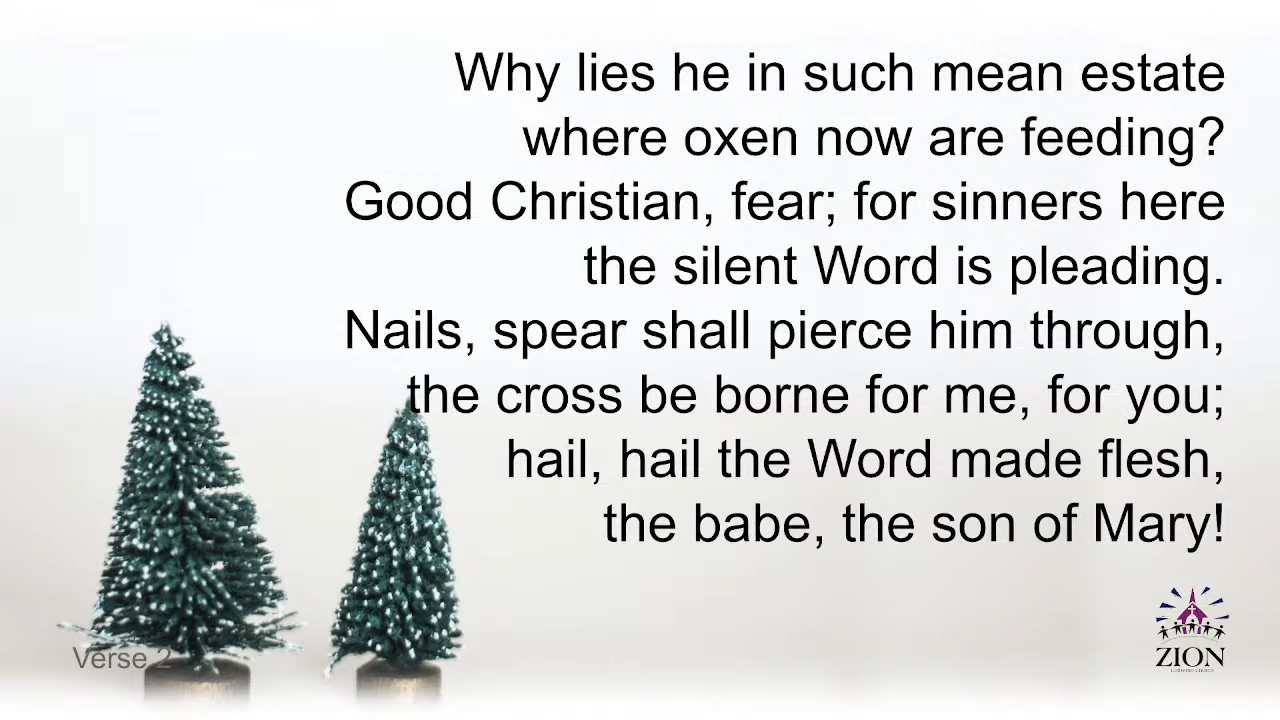 Why lies he in such mean estate
where oxen now are feeding?
Good Christian, fear; for sinners here
the silent Word is pleading.
Nails, spear shall pierce him through,
the cross be borne for me, for you;
hail, hail the Word made flesh,
the babe, the son of Mary!
Verse 2
ZION
Lutheran Church